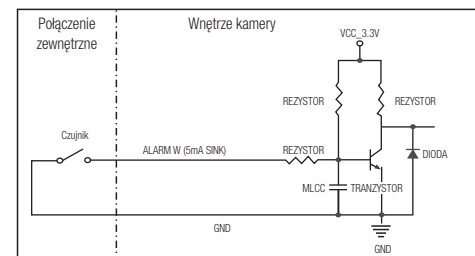 Połączenie
zewnętrzne
Wnętrze kamery
VCC_3.3V
REZYSTOR
REZYSTOR
Czujnik
ALARM W (5mA SINK)
REZYSTOR
DIODA
MLCC
TRANZYSTOR
GND
GND